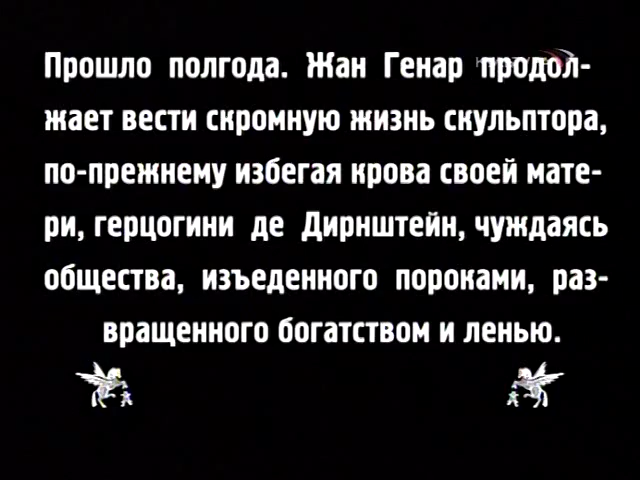 Прошло полгода. Жан Генар продол-
жает вести скромную жизнь скульптора,
по-прежнему избегая крова своей мате-
ри, герцогини де Дирнштейн, чуждаясь
общества, изъеденного пороками, раз-
вращенного богатством и ленью.